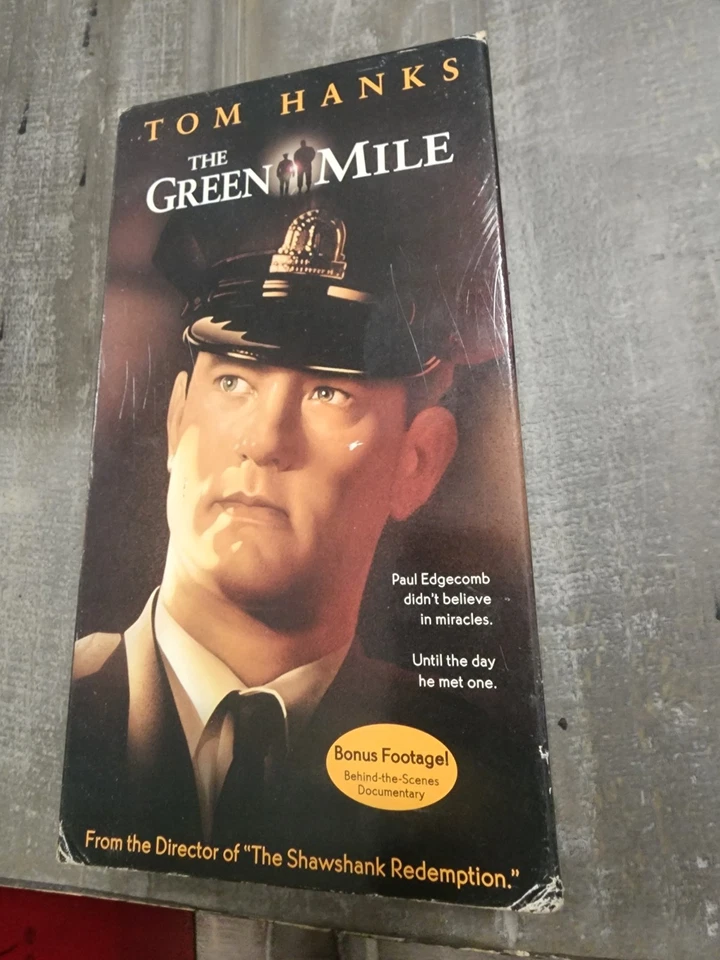 TOM HANKS
THE
GREEN MILE
Paul Edgecomb
didn't believe
in miracles.
Until the day
he met one.
Bonus Footage!
Behind-the-Scenes
Documentary
From the Director of “The Shawshank Redemption.”